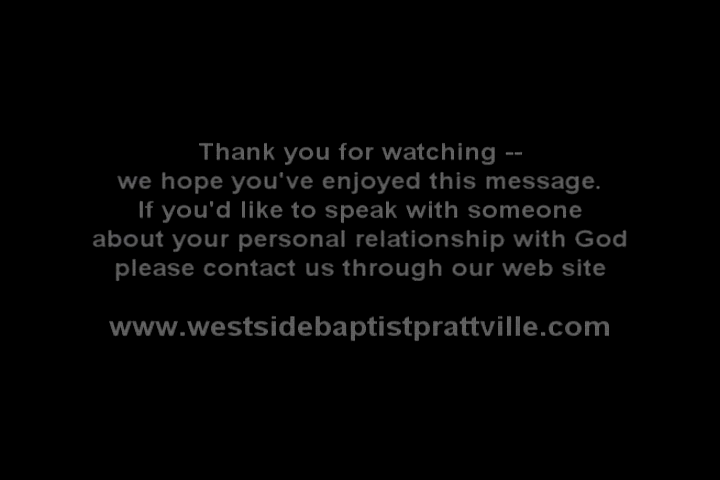 Thank you for watching --
we hope you've enjoyed this message.
If you'd like to speak with someone
about your personal relationship with God
please contact us through our web site
www.westsidebaptistprattville.com